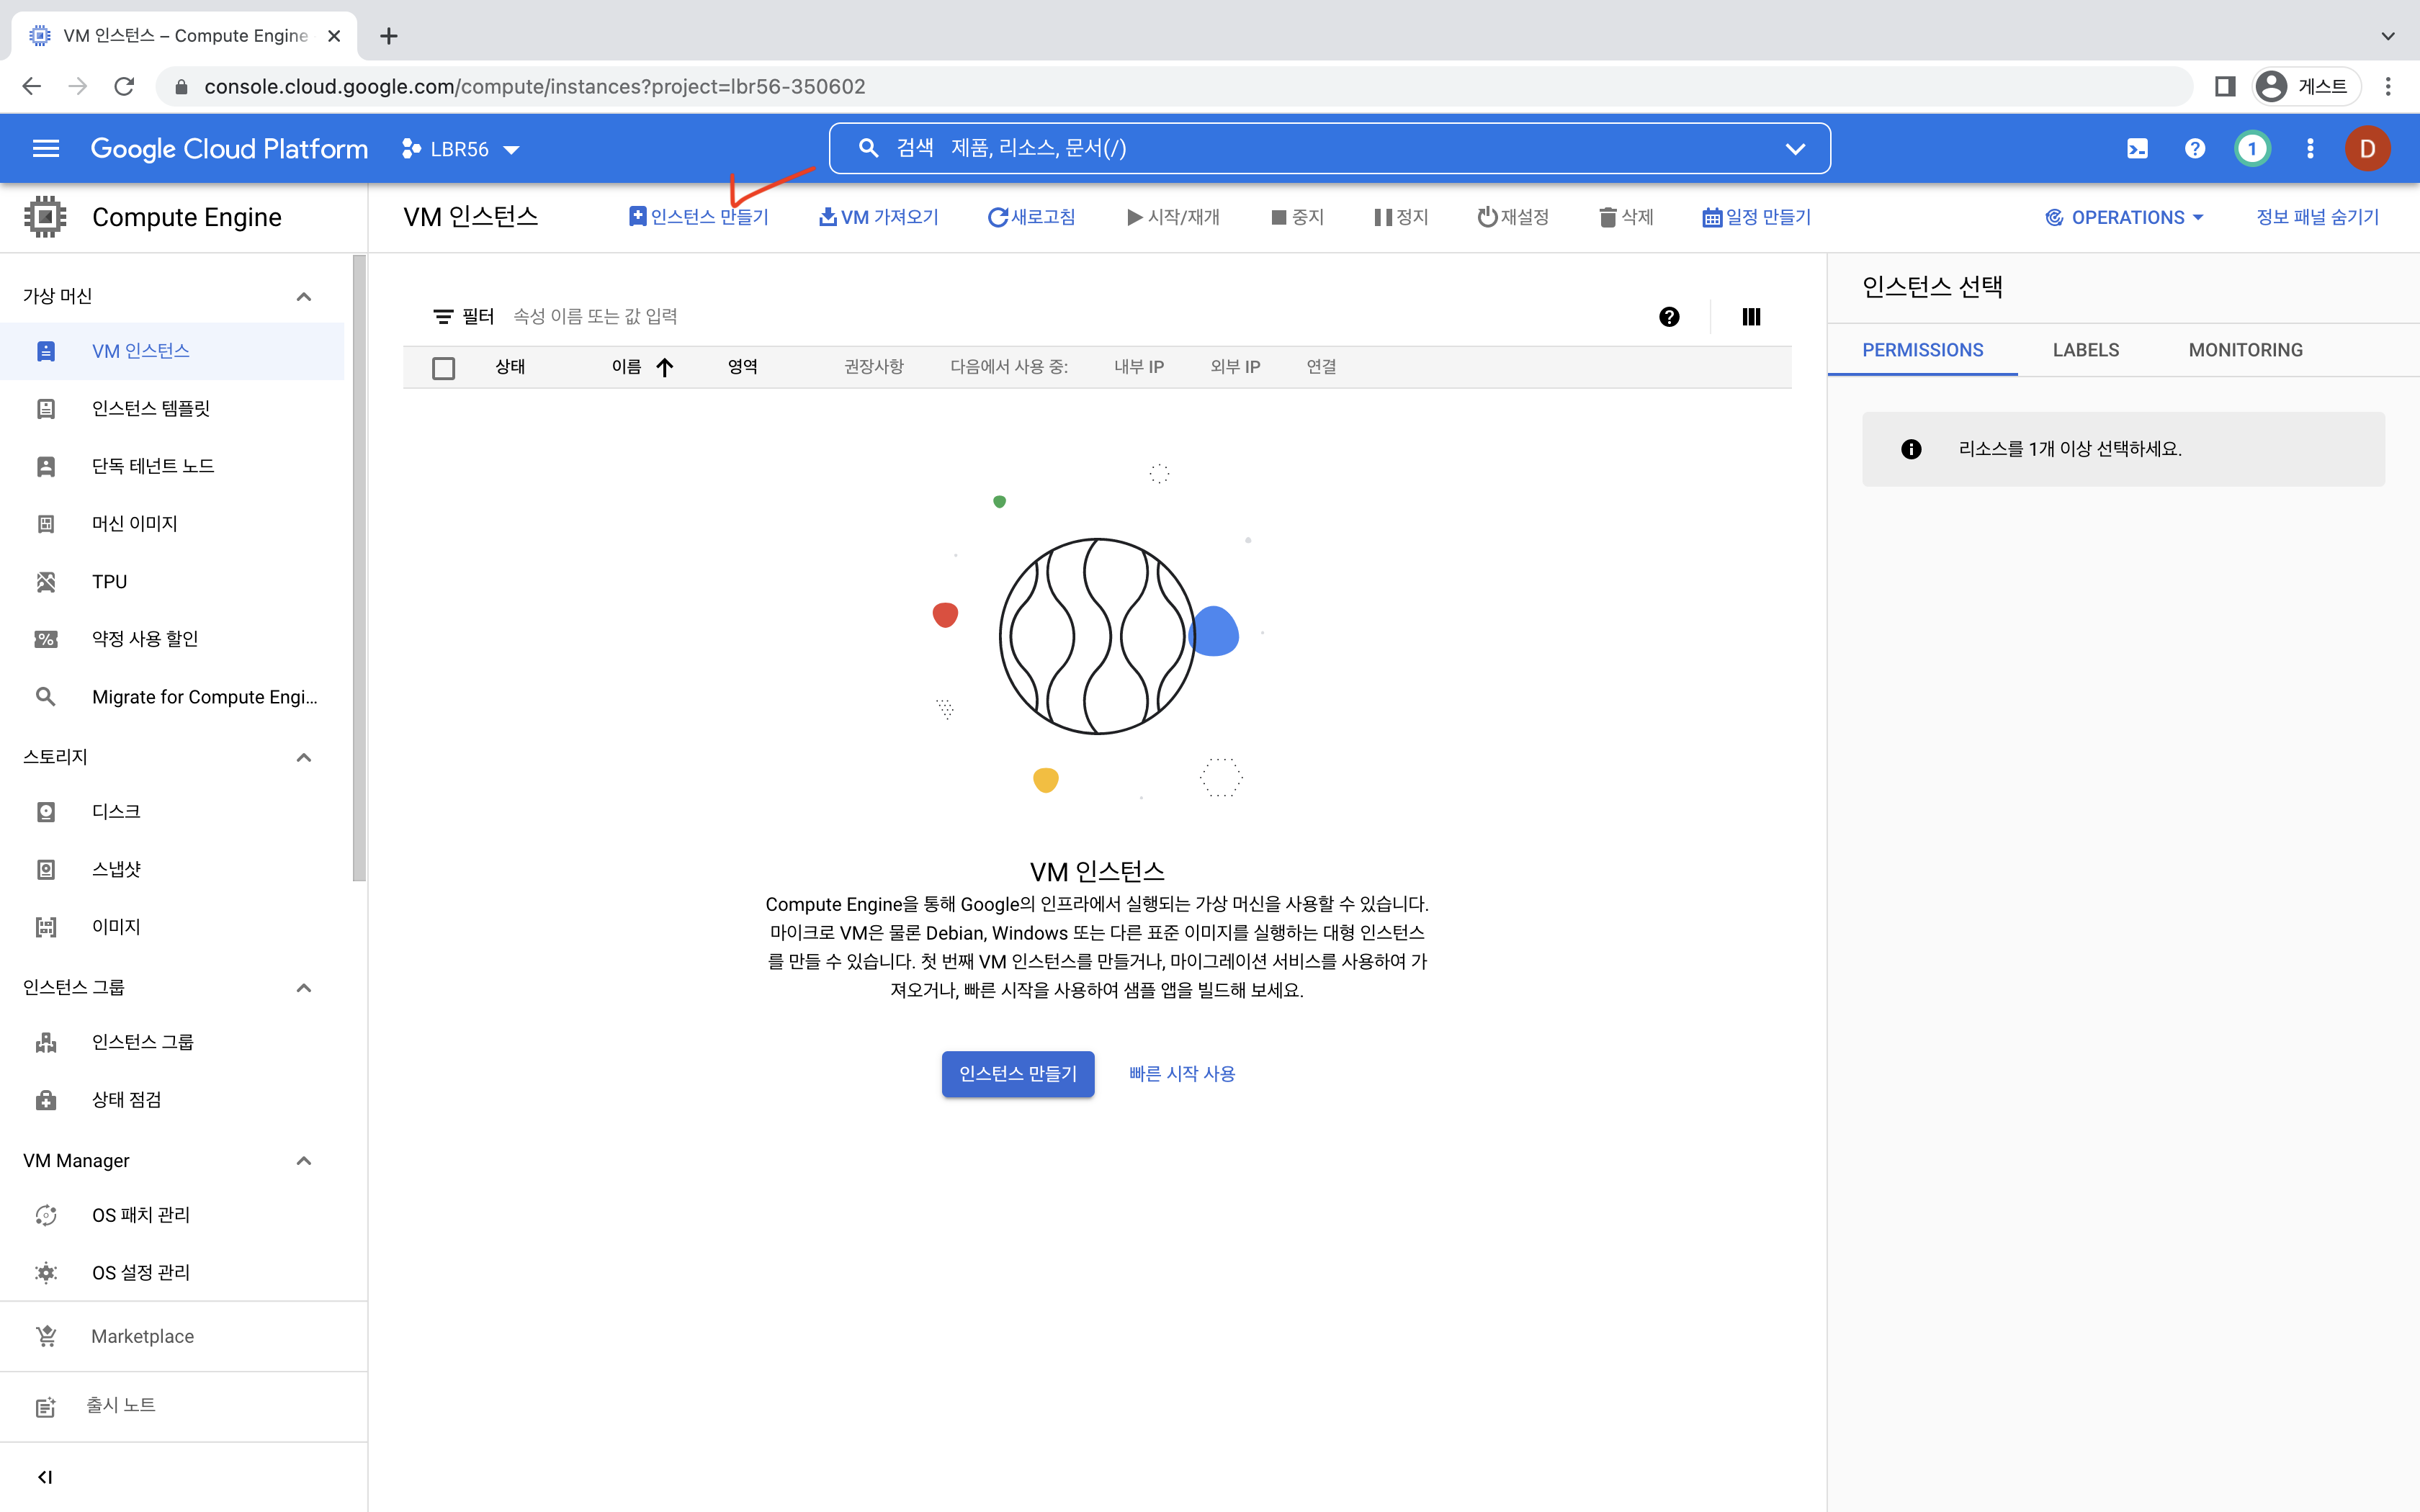 VM 인스턴스 – Compute Engine
console.cloud.google.com/compute/instances?project=lbr56-350602
게스트
Google Cloud Platform
LBR56
검색 제품, 리소스, 문서(/)
1
D
Compute Engine
VM 인스턴스
인스턴스 만들기
VM 가져오기
새로고침
시작/재개
중지
정지
재설정
삭제
일정 만들기
OPERATIONS
정보 패널 숨기기
가상 머신
VM 인스턴스
인스턴스 템플릿
단독 테넌트 노드
머신 이미지
TPU
약정 사용 할인
Migrate for Compute Engi...
스토리지
디스크
스냅샷
이미지
인스턴스 그룹
인스턴스 그룹
상태 점검
VM Manager
OS 패치 관리
OS 설정 관리
Marketplace
출시 노트
필터 속성 이름 또는 값 입력
상태 이름 영역 권장사항 다음에서 사용 중: 내부 IP 외부 IP 연결
VM 인스턴스
Compute Engine을 통해 Google의 인프라에서 실행되는 가상 머신을 사용할 수 있습니다.
마이크로 VM은 물론 Debian, Windows 또는 다른 표준 이미지를 실행하는 대형 인스턴스
를 만들 수 있습니다. 첫 번째 VM 인스턴스를 만들거나, 마이그레이션 서비스를 사용하여 가
져오거나, 빠른 시작을 사용하여 샘플 앱을 빌드해 보세요.
인스턴스 만들기
빠른 시작 사용
인스턴스 선택
PERMISSIONS
LABELS
MONITORING
리소스를 1개 이상 선택하세요.